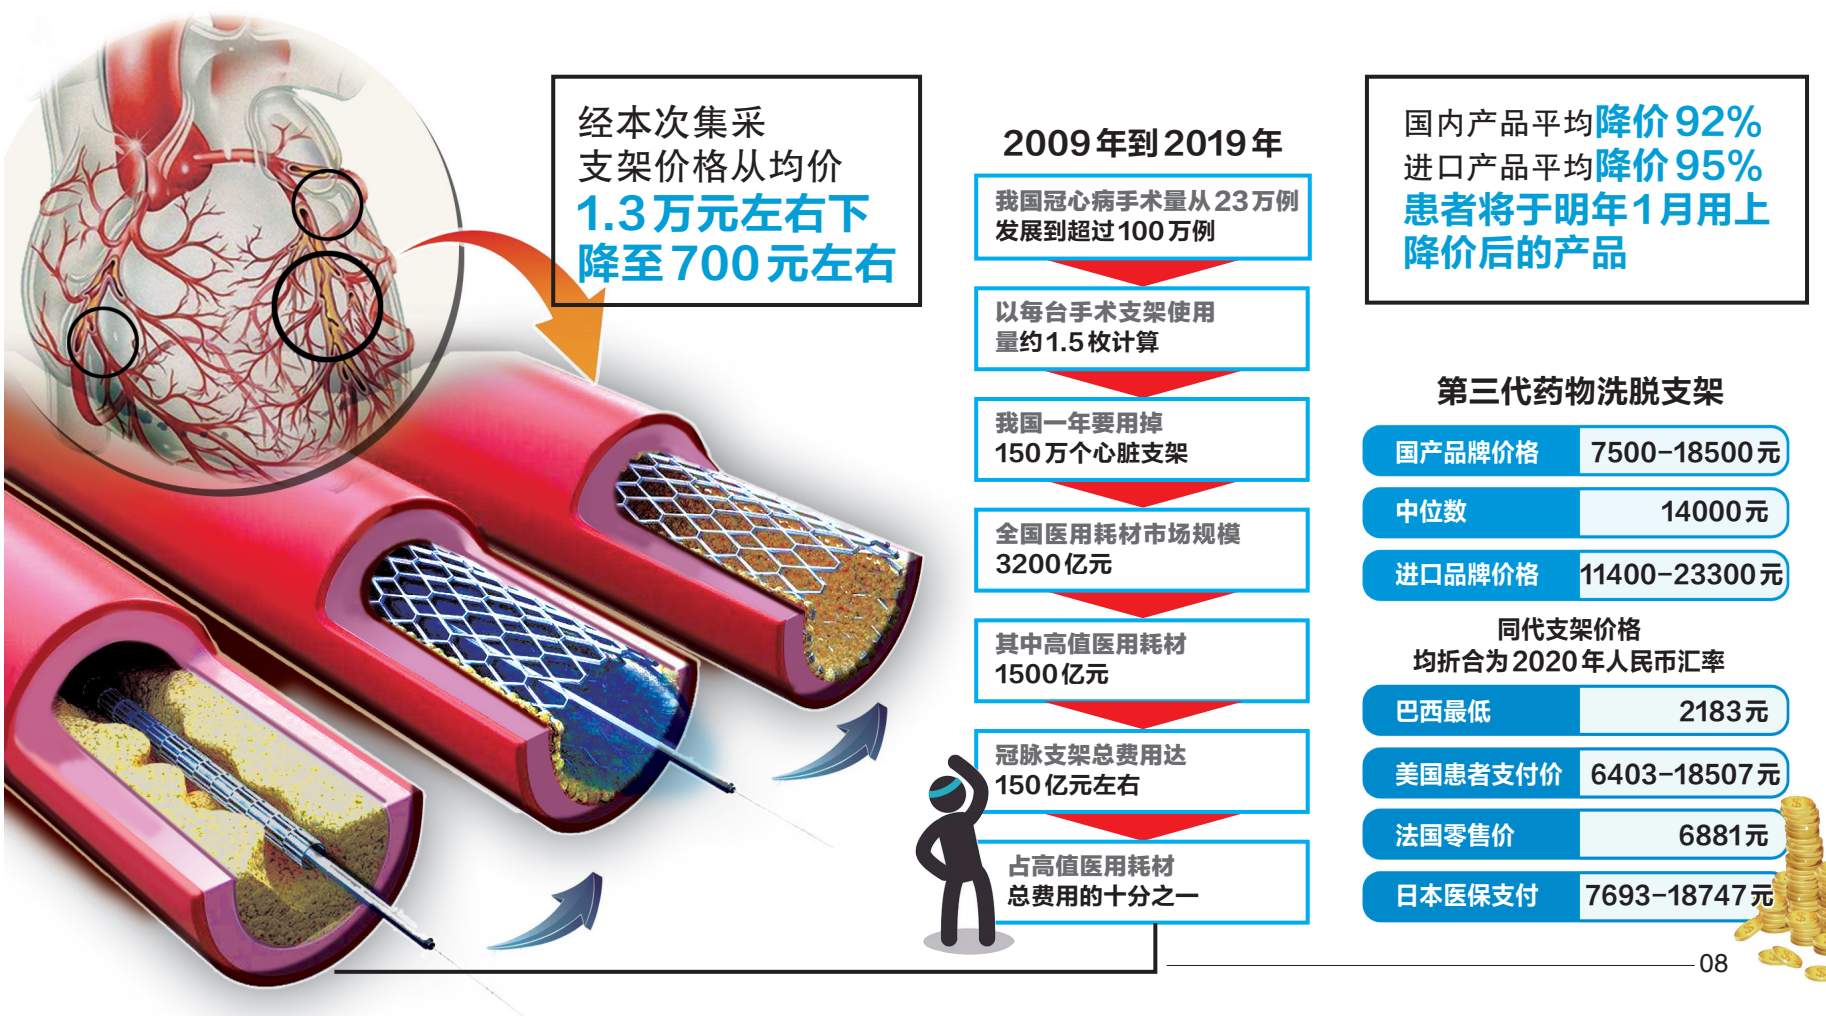 经本次集采
支架价格从均价
1.3万元左右下
降至700元左右
2009年到2019年
我国冠心病手术量从23万例
发展到超过100万例
以每台手术支架使用
量约1.5枚计算
我国一年要用掉
150万个心脏支架
全国医用耗材市场规模
3200亿元
其中高值医用耗材
1500亿元
冠脉支架总费用达
150亿元左右
占高值医用耗材
总费用的十分之一
国内产品平均降价92%
进口产品平均降价95%
患者将于明年1月用上
降价后的产品
第三代药物洗脱支架
国产品牌价格 7500-18500元
中位数 14000元
进口品牌价格 11400-23300元
同代支架价格
均折合为2020年人民币汇率
巴西最低 2183元
美国患者支付价 6403-18507元
法国零售价 6881元
日本医保支付 7693-18747元
08